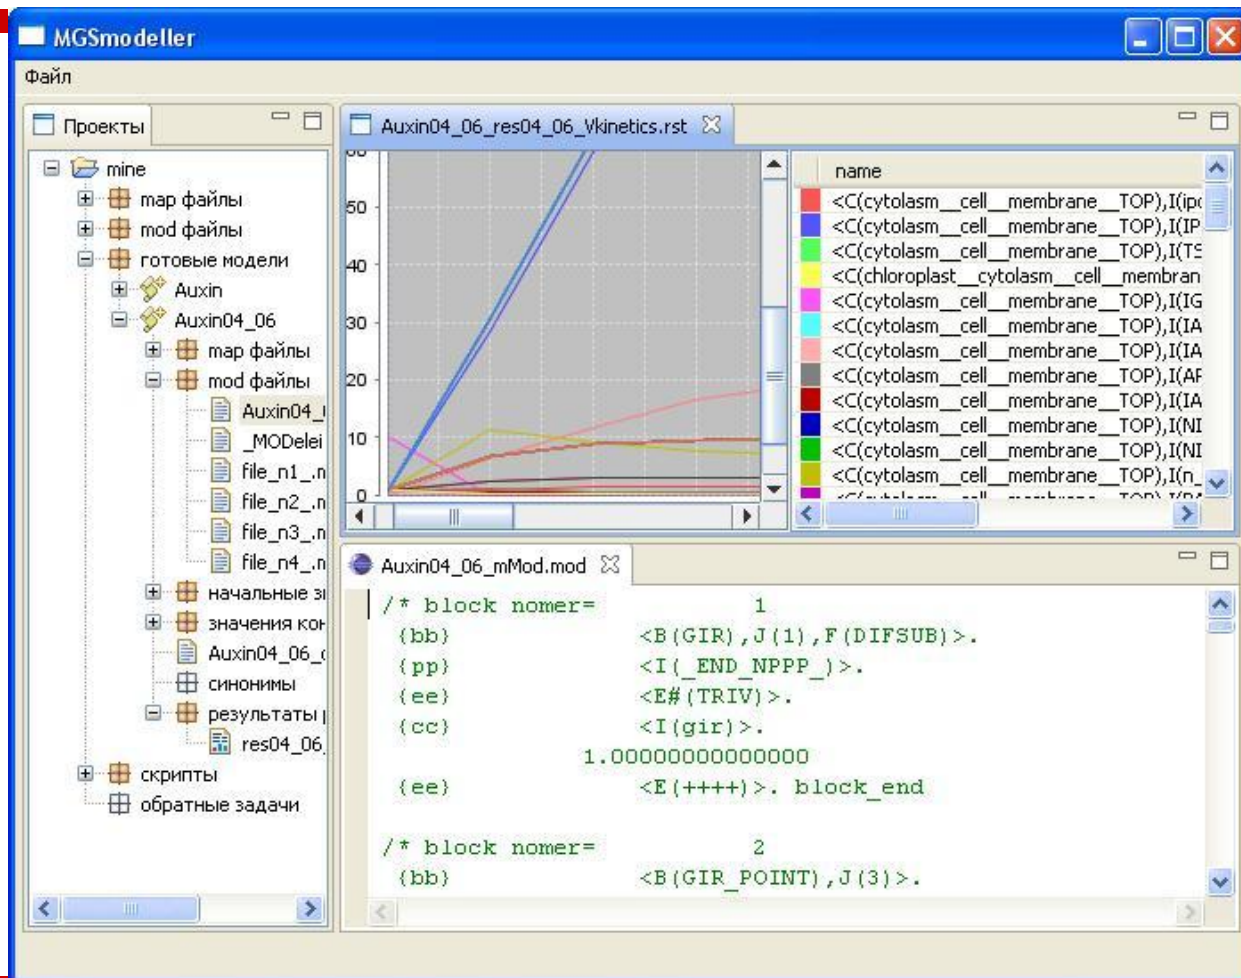 MGSmodeller
Файл
Проекты
mine
map файлы
mod файлы
готовые модели
Auxin
Auxin04_06
map файлы
mod файлы
_MODelei
file_n1_.n
file_n2_.n
file_n3_.n
file_n4_.n
начальные
значения
Auxin04_06_
синонимы
результаты
res04_06_
скрипты
обратные задачи
Auxin04_06_res04_06_Vkinetics.rst
50
40
30
20
10
0
name
<C(cytolasm__cell__membrane__TOP),I(ipo
<C(cytolasm__cell__membrane__TOP),I(IP
<C(cytolasm__cell__membrane__TOP),I(TS
<C(chloroplast__cytolasm__cell__membran
<C(cytolasm__cell__membrane__TOP),I(IG
<C(cytolasm__cell__membrane__TOP),I(IA
<C(cytolasm__cell__membrane__TOP),I(IA
<C(cytolasm__cell__membrane__TOP),I(AF
<C(cytolasm__cell__membrane__TOP),I(IA
<C(cytolasm__cell__membrane__TOP),I(NI
<C(cytolasm__cell__membrane__TOP),I(NI
<C(cytolasm__cell__membrane__TOP),I(n_
Auxin04_06_mMod.mod
/* block nomer= 1
{bb} <B(GIR),J(1),F(DIFSUB)>.
{pp} <I(_END_NPPP_)>.
{ee} <E#(TRIV)>.
{cc} <I(gir)>.
1.00000000000000
{ee} <E(++++)>. block_end
/* block nomer= 2
{bb} <B(GIR_POINT),J(3)>.